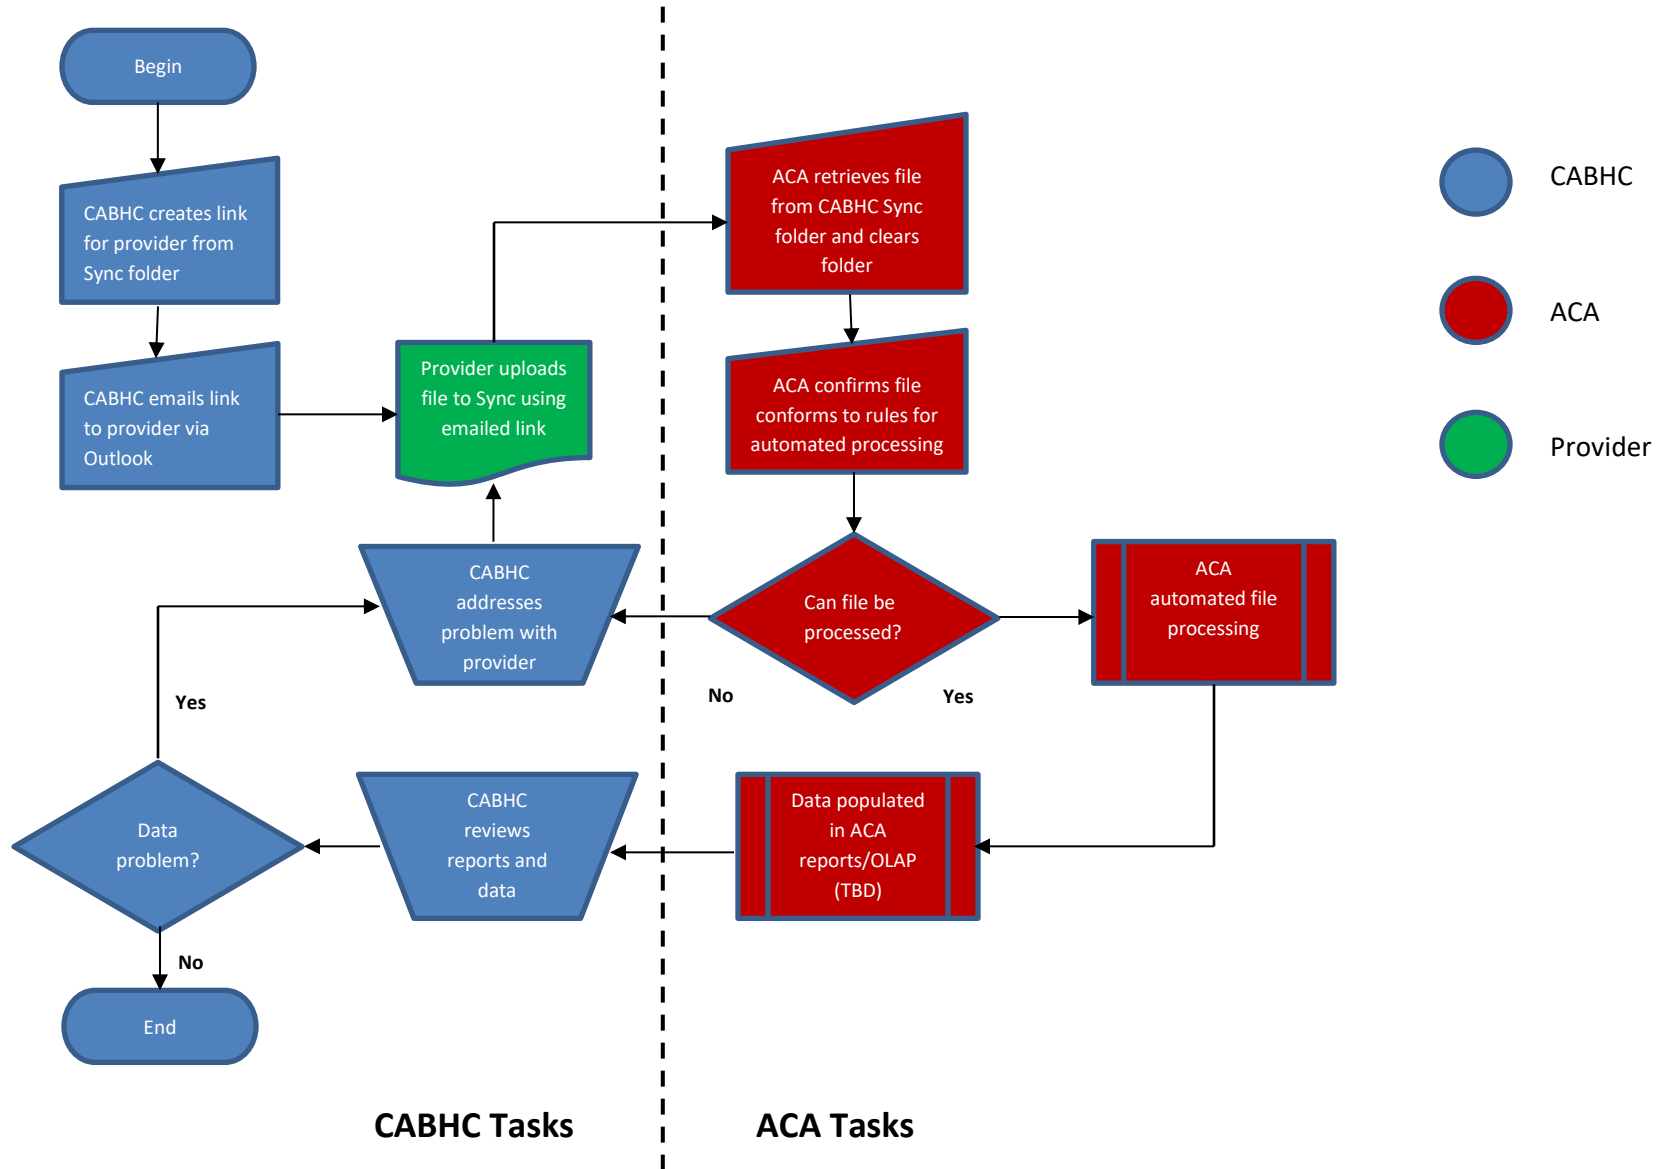 Begin
CABHC creates link
for provider from
Sync folder
CABHC emails link
to provider via
Outlook
Provider uploads
file to Sync using
emailed link
ACA retrieves file
from CABHC Sync
folder and clears
folder
ACA confirms file
conforms to rules for
automated processing
Can file be
processed?
No
Yes
ACA
automated file
processing
CABHC
addresses
problem with
provider
Data populated
in ACA
reports/OLAP
(TBD)
CABHC
reviews
reports and
data
Data
problem?
Yes
No
End
CABHC Tasks
ACA Tasks
CABHC
ACA
Provider